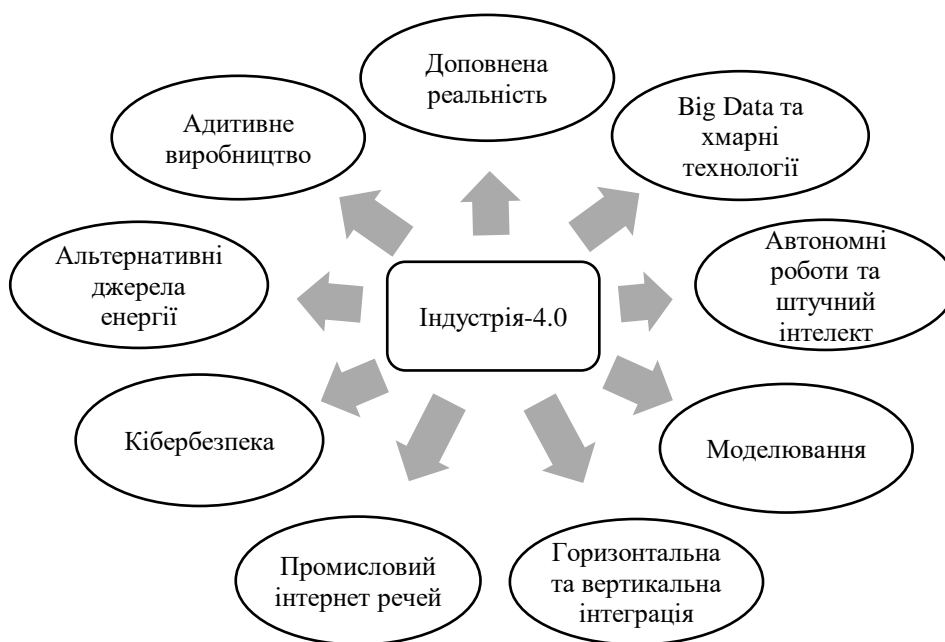 Доповнена
реальність
Big Data та
хмарні
технології
Автономні
роботи та
штучний
інтелект
Моделювання
Горизонтальна
та вертикальна
інтеграція
Промисловий
інтернет речей
Кібербезпека
Альтернативні
джерела
енергії
Адитивне
виробництво
Індустрія-4.0